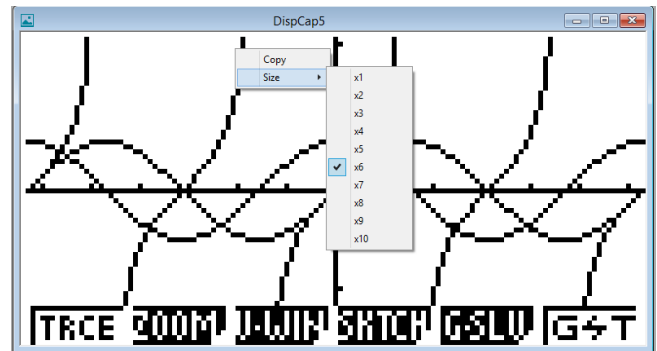 DispCap5
Copy
Size
x1
x2
x3
x4
x5
x6
x7
x8
x9
x10
TRCE ZOOM V-WIN SKTCH G-SLV G↯T